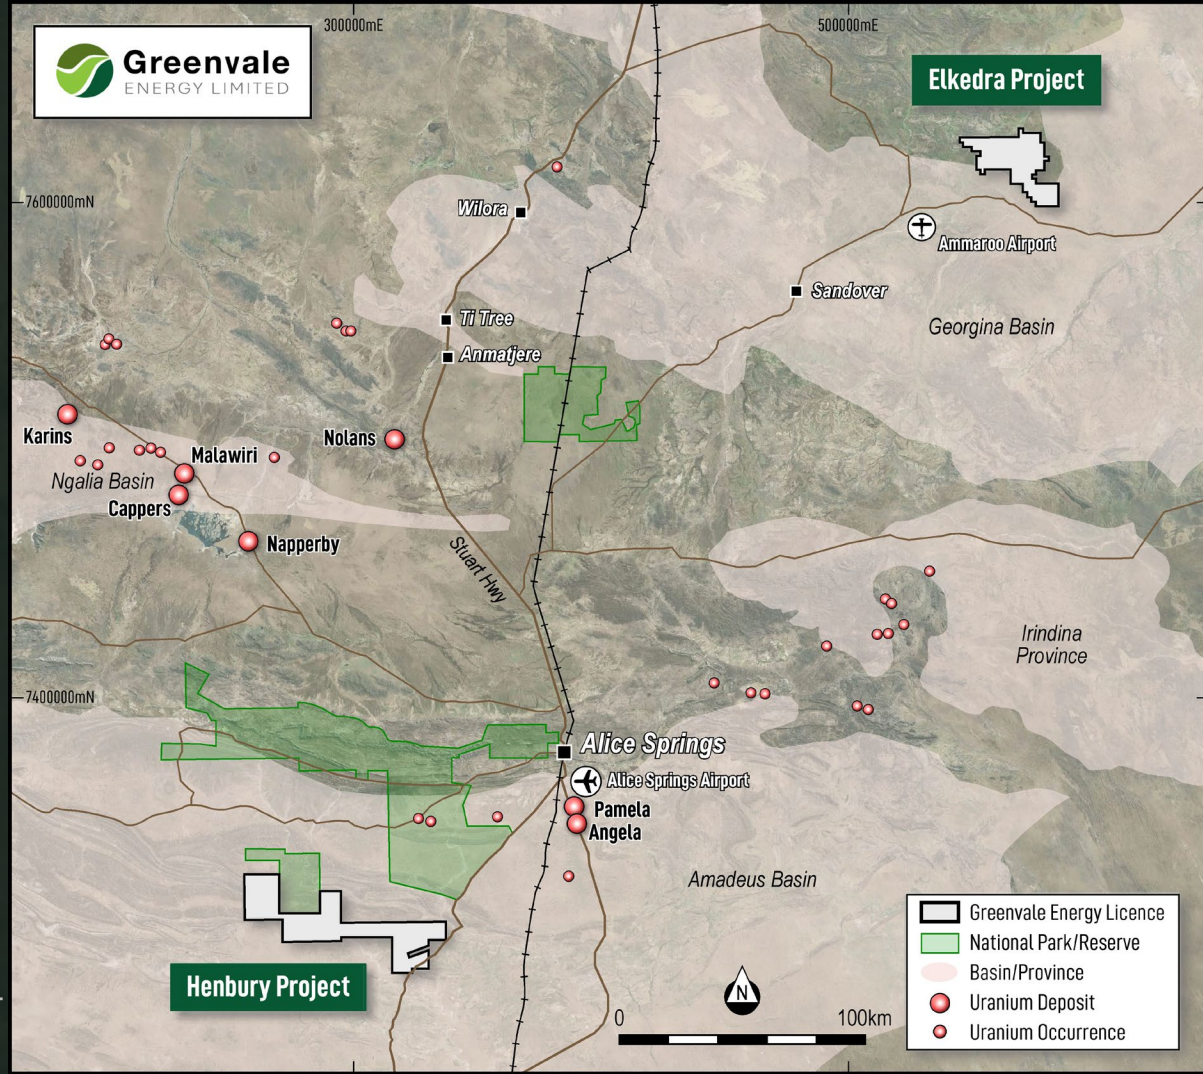 300000mE
500000mE
Greenvale
ENERGY LIMITED
Elkedra Project
7600000mN
Wilora
Ammaroo Airport
Sandover
Ti Tree
Georgina Basin
Anmatjere
Karins
Nolans
Malawiri
Ngalia Basin
Cappers
Napperby
Stuart Hwy
Irindina
Province
7400000mN
Alice Springs
Alice Springs Airport
Pamela
Angela
Amadeus Basin
Henbury Project
N
0 100km
Greenvale Energy Licence
National Park/Reserve
Basin/Province
Uranium Deposit
Uranium Occurrence